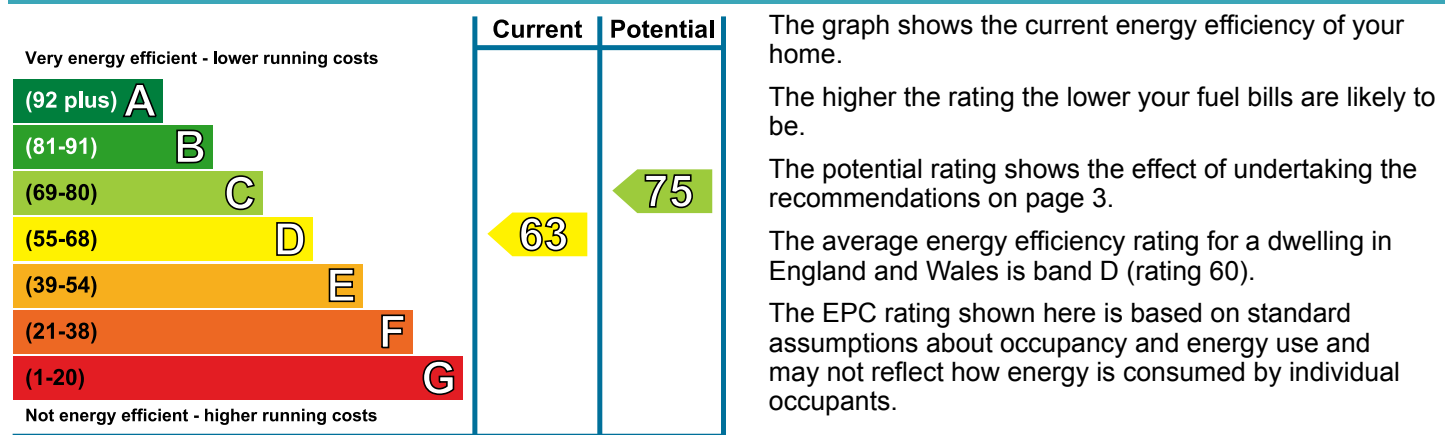 Current Potential
Very energy efficient - lower running costs
(92 plus) A
(81-91) B
(69-80) C
(55-68) D
(39-54) E
(21-38) F
(1-20) G
Not energy efficient - higher running costs
63
75
The graph shows the current energy efficiency of your
home.
The higher the rating the lower your fuel bills are likely to
be.
The potential rating shows the effect of undertaking the
recommendations on page 3.
The average energy efficiency rating for a dwelling in
England and Wales is band D (rating 60).
The EPC rating shown here is based on standard
assumptions about occupancy and energy use and
may not reflect how energy is consumed by individual
occupants.